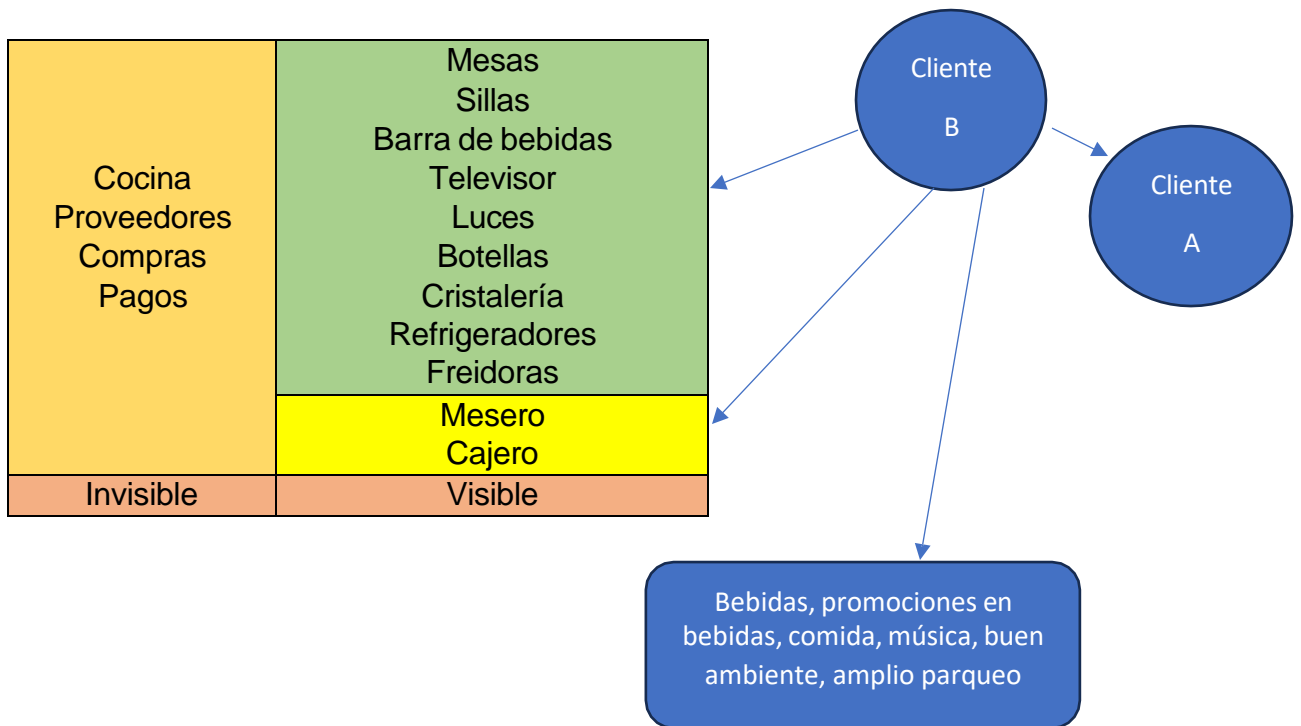 Cocina
Proveedores
Compras
Pagos
Mesas
Sillas
Barra de bebidas
Televisor
Luces
Botellas
Cristalería
Refrigeradores
Freidoras
Mesero
Cajero
Invisible
Visible
Cliente
B
Cliente
A
Bebidas, promociones en
bebidas, comida, música, buen
ambiente, amplio parqueo